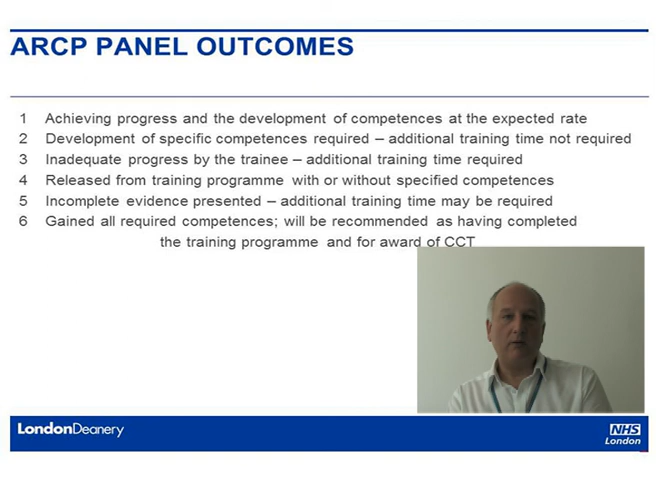 ARCP PANEL OUTCOMES
1 Achieving progress and the development of competences at the expected rate
2 Development of specific competences required – additional training time not required
3 Inadequate progress by the trainee – additional training time required
4 Released from training programme with or without specified competences
5 Incomplete evidence presented – additional training time may be required
6 Gained all required competences; will be recommended as having completed
the training programme and for award of CCT
LondonDeanery
NHS
London